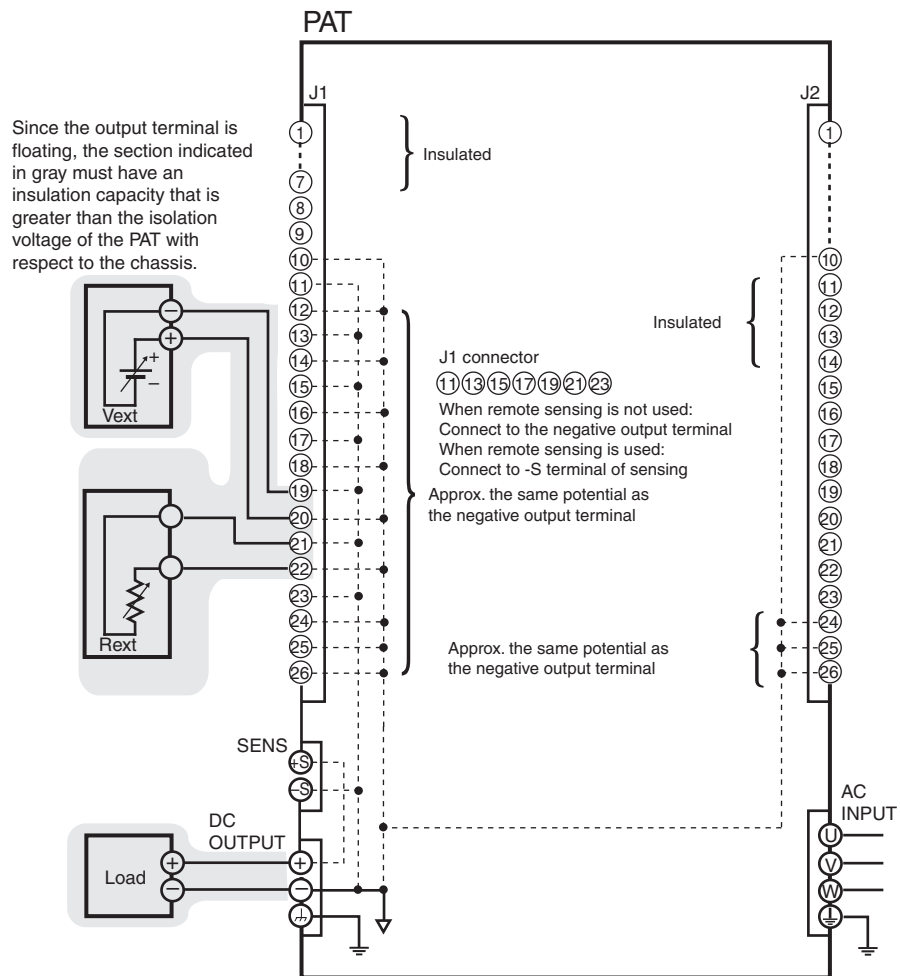 PAT
J1
J2
Since the output terminal is
floating, the section indicated
in gray must have an
insulation capacity that is
greater than the isolation
voltage of the PAT with
respect to the chassis.
1
7
8
9
10
11
12
13
14
15
16
17
18
19
20
21
22
23
24
25
26
Insulated
− 
+
+
−
Vext
Rext
J1 connector
11 13 15 17 19 21 23
When remote sensing is not used:
Connect to the negative output terminal
When remote sensing is used:
Connect to -S terminal of sensing
Approx. the same potential as
the negative output terminal
Insulated
Approx. the same potential as
the negative output terminal
1
10
11
12
13
14
15
16
17
18
19
20
21
22
23
24
25
26
SENS
+S
−S
DC
OUTPUT
+
−
Load
+
−
AC
INPUT
U
V
W